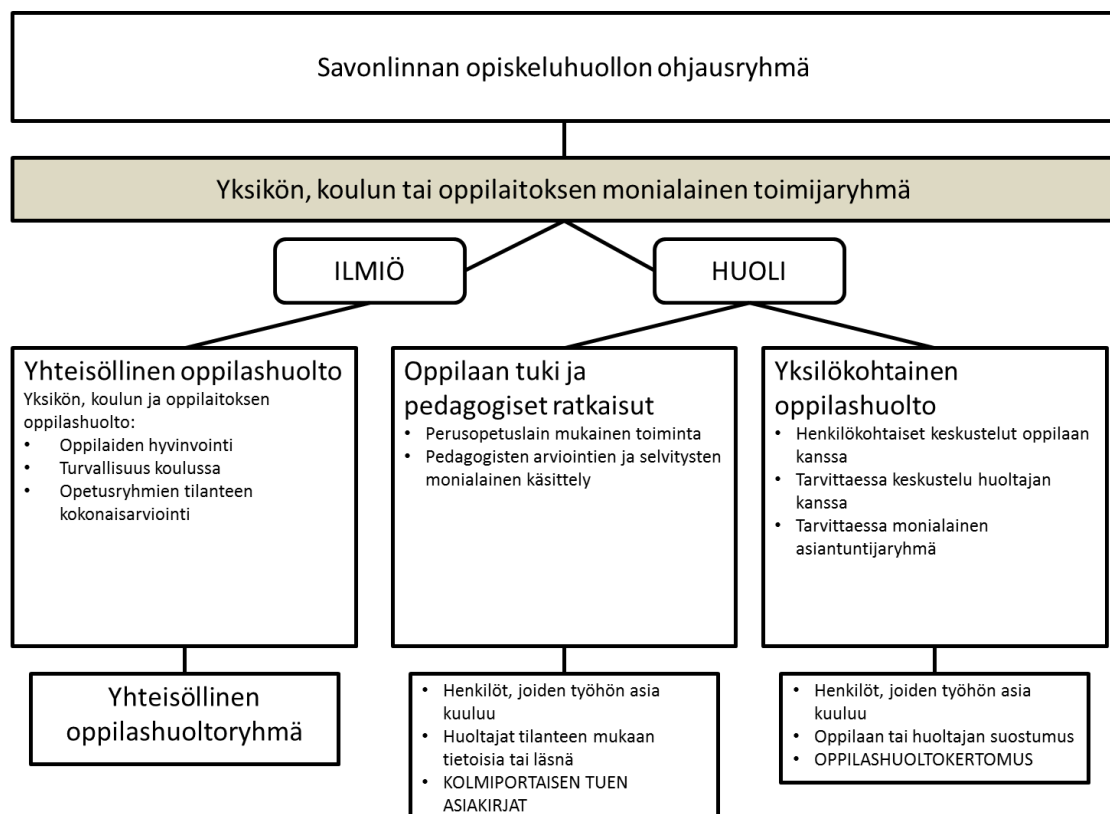 Savonlinnan opiskeluhuollon ohjausryhmä
Yksikön, koulun tai oppilaitoksen monialainen toimijaryhmä
ILMIÖ
HUOLI
Yhteisöllinen oppilashuolto
Yksikön, koulun ja oppilaitoksen
oppilashuolto:
• Oppilaiden hyvinvointi
• Turvallisuus koulussa
• Opetusryhmien tilanteen
kokonaisarviointi
Oppilaan tuki ja
pedagogiset ratkaisut
• Perusopetuslain mukainen toiminta
• Pedagogisten arviointien ja selvitysten
monialainen käsittely
Yksilökohtainen
oppilashuolto
• Henkilökohtaiset keskustelut oppilaan
kanssa
• Tarvittaessa keskustelu huoltajan
kanssa
• Tarvittaessa monialainen
asiantuntijaryhmä
Yhteisöllinen
oppilashuoltoryhmä
• Henkilöt, joiden työhön asia
kuuluu
• Huoltajat tilanteen mukaan
tietoisia tai läsnä
• KOLMIPORTAISEN TUEN
ASIAKIRJAT
• Henkilöt, joiden työhön asia
kuuluu
• Oppilaan tai huoltajan suostumus
• OPPILASHUOLTOKERTOMUS